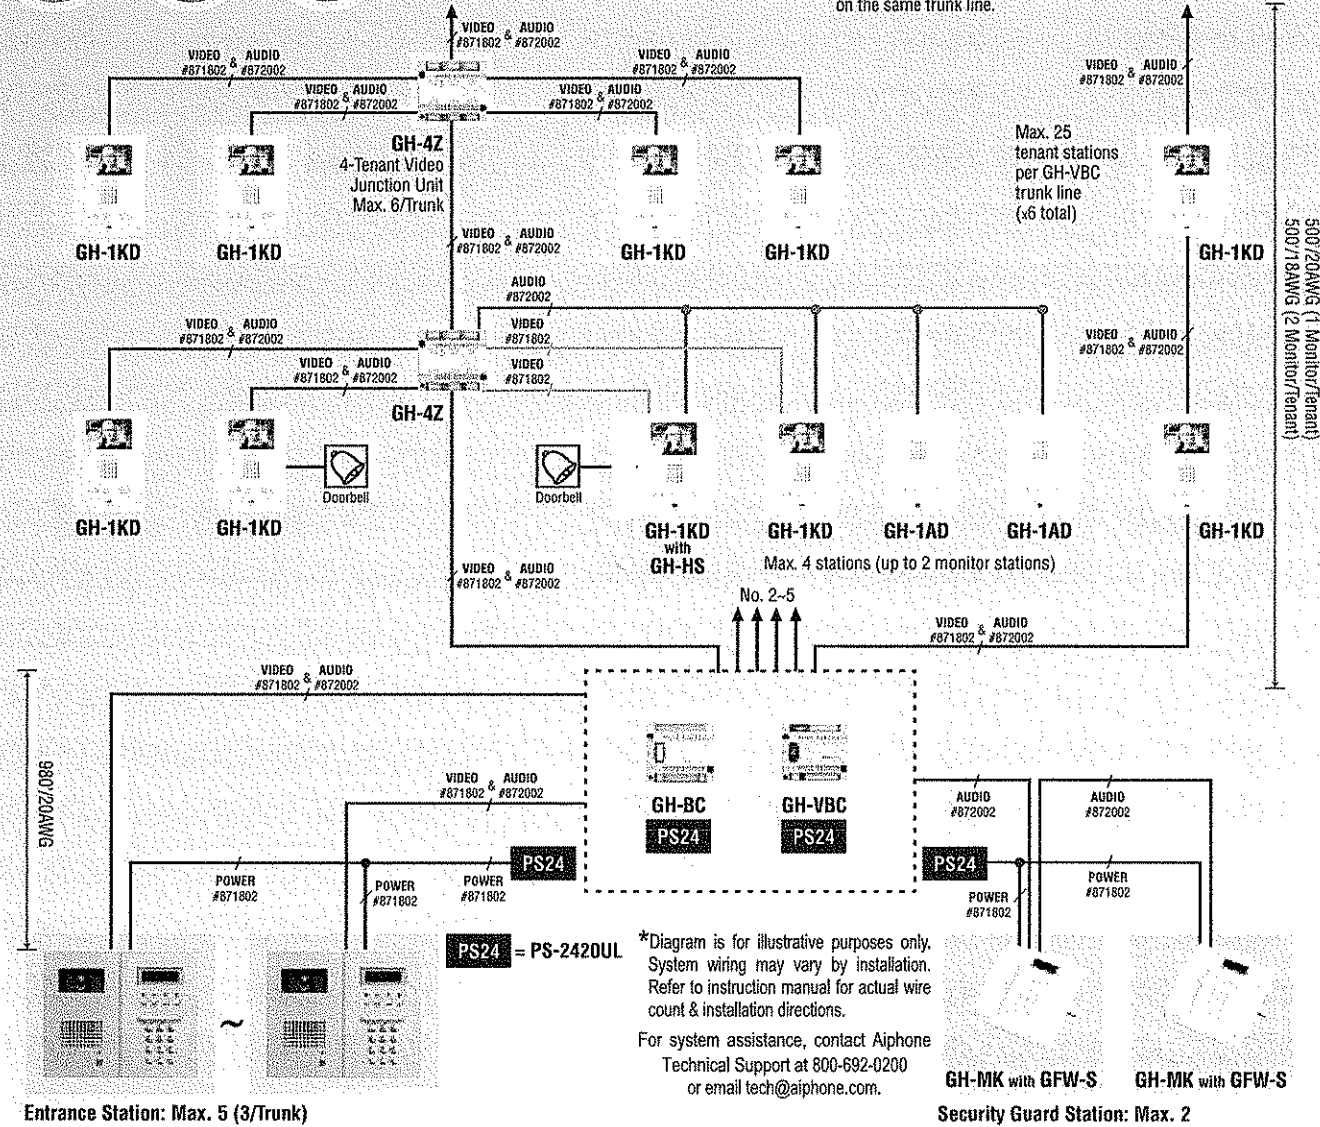 on the same trunk line.
VIDEO & AUDIO
#871802 #872002
VIDEO & AUDIO
#871802 #872002
VIDEO & AUDIO
#871802 #872002
VIDEO & AUDIO
#871802 #872002
VIDEO & AUDIO
#871802 #872002
VIDEO & AUDIO
#871802 #872002
GH-4Z
4-Tenant Video
Junction Unit
Max. 6/Trunk
Max. 25
tenant stations
per GH-VBC
trunk line
(x6 total)
GH-1KD
GH-1KD
GH-1KD
GH-1KD
GH-1KD
VIDEO & AUDIO
#871802 #872002
500'/20AWG (1 Monitor/Tenant)
500'/18AWG (2 Monitor/Tenant)
AUDIO
#872002
VIDEO & AUDIO
#871802 #872002
VIDEO
#871802
VIDEO & AUDIO
#871802 #872002
VIDEO & AUDIO
#871802 #872002
VIDEO
#871802
GH-4Z
Doorbell
Doorbell
GH-1KD
GH-1KD
GH-1KD
with
GH-HS
GH-1KD
GH-1AD
GH-1AD
GH-1KD
Max. 4 stations (up to 2 monitor stations)
VIDEO & AUDIO
#871802 #872002
No. 2~5
VIDEO & AUDIO
#871802 #872002
VIDEO & AUDIO
#871802 #872002
980'/20AWG
VIDEO & AUDIO
#871802 #872002
GH-BC
PS24
GH-VBC
PS24
AUDIO
#872002
AUDIO
#872002
PS24
PS24
POWER
#871802
POWER
#871802
POWER
#871802
POWER
#871802
POWER
#871802
PS24 = PS-2420UL
*Diagram is for illustrative purposes only.
System wiring may vary by installation.
Refer to instruction manual for actual wire
count & installation directions.
For system assistance, contact Aiphone
Technical Support at 800-692-0200
or email tech@aiphone.com.
~
GH-MK with GFW-S
GH-MK with GFW-S
Entrance Station: Max. 5 (3/Trunk)
Security Guard Station: Max. 2